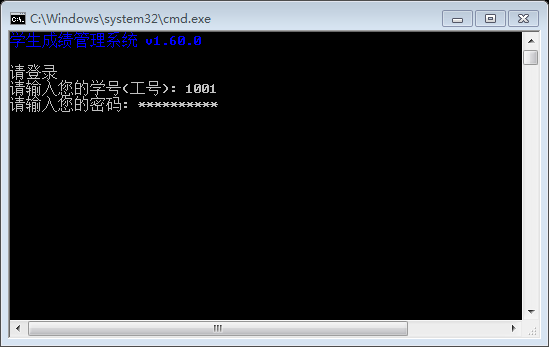 C:\Windows\system32\cmd.exe
学生成绩管理系统 v1.60.0
请登录
请输入您的学号(工号): 1001
请输入您的密码: **********